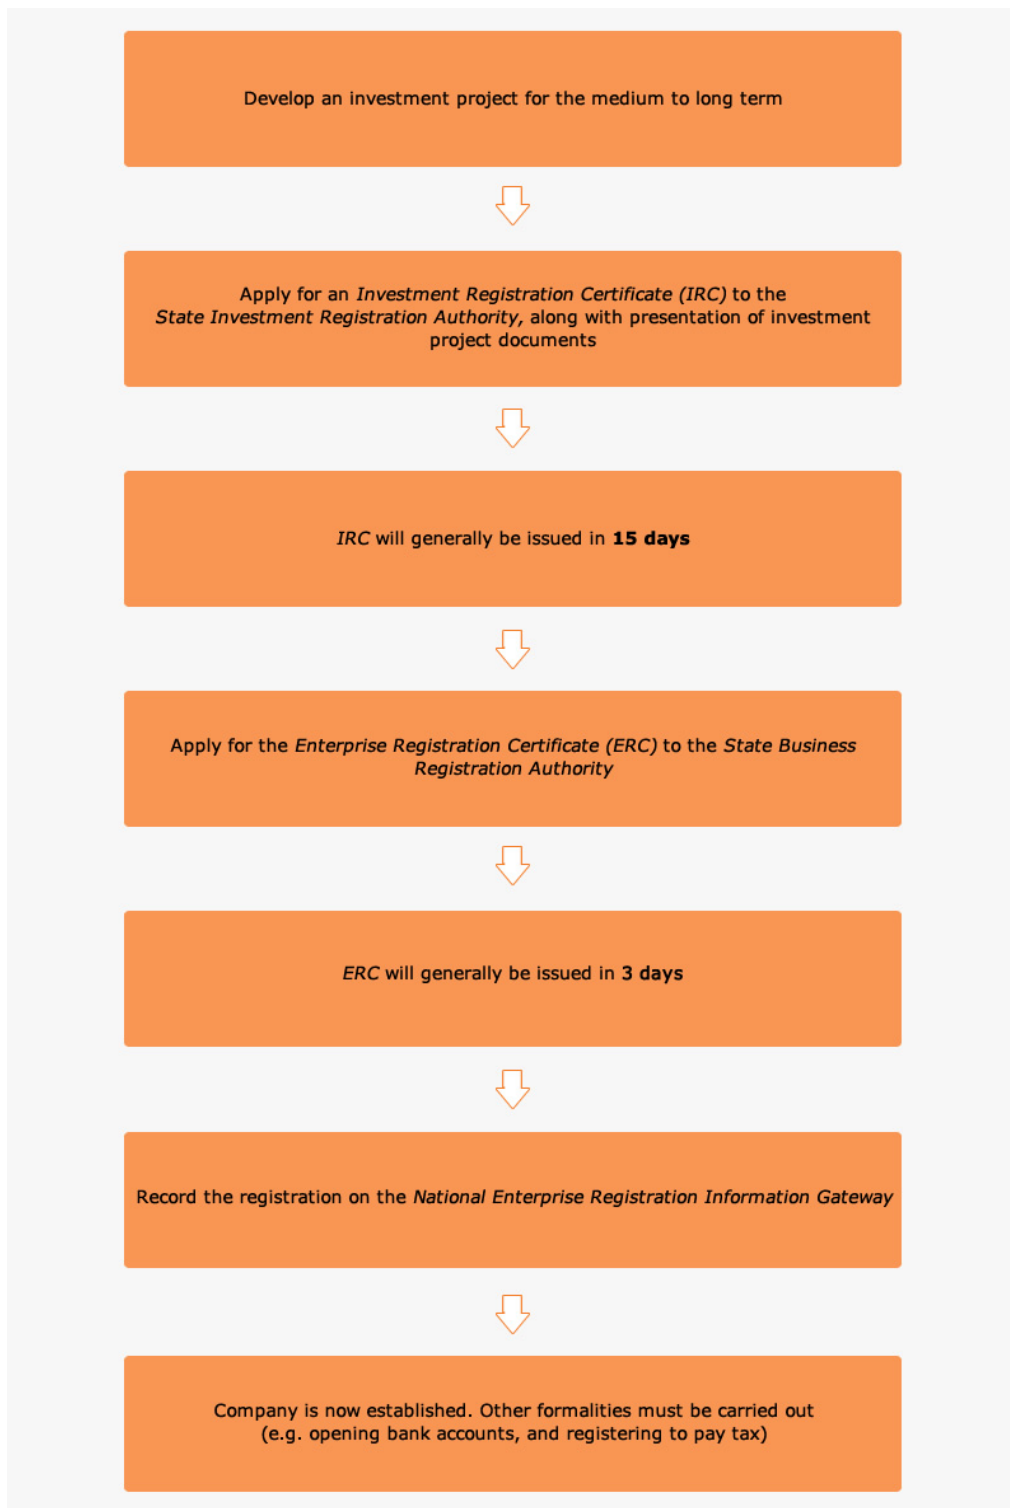 Develop an investment project for the medium to long term
Apply for an Investment Registration Certificate (IRC) to the
State Investment Registration Authority, along with presentation of investment
project documents
IRC will generally be issued in 15 days
Apply for the Enterprise Registration Certificate (ERC) to the State Business
Registration Authority
ERC will generally be issued in 3 days
Record the registration on the National Enterprise Registration Information Gateway
Company is now established. Other formalities must be carried out
(e.g. opening bank accounts, and registering to pay tax)